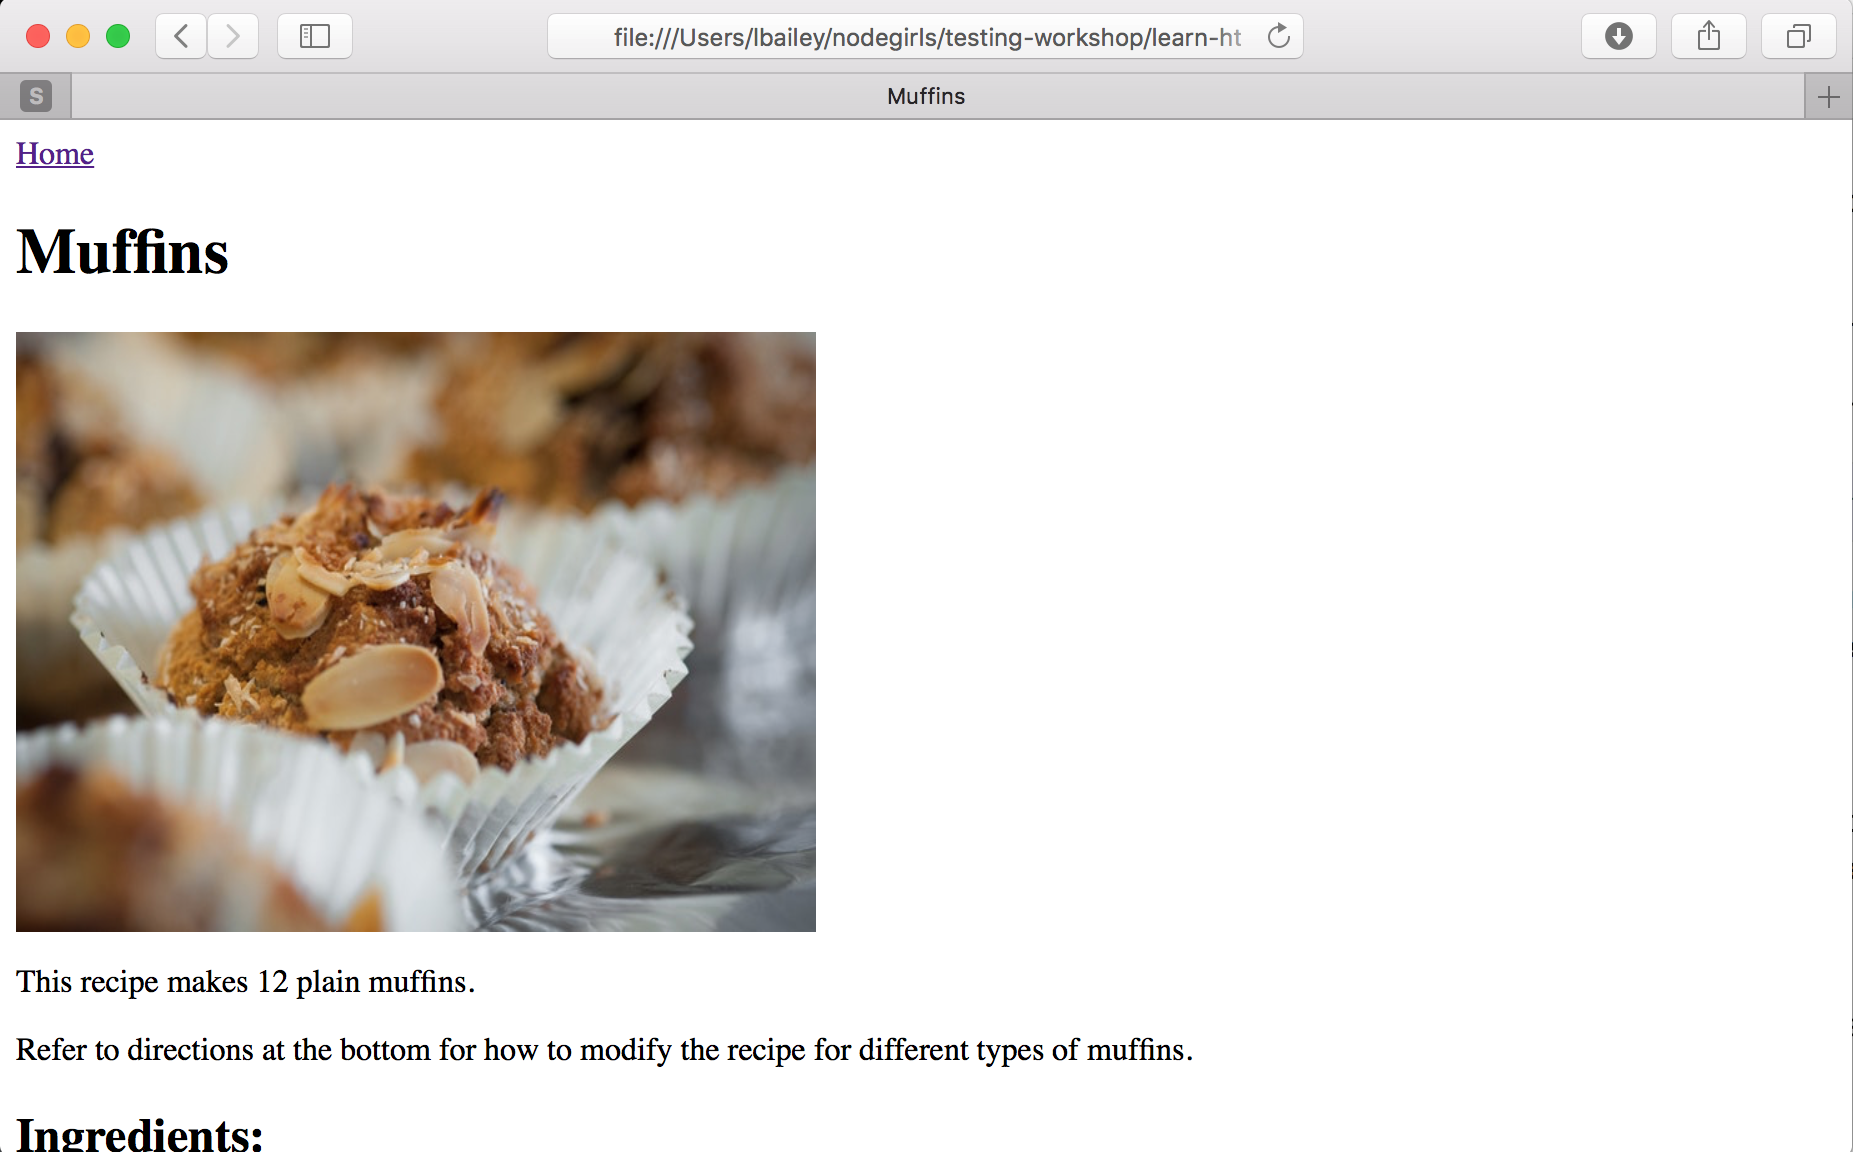 file:///Users/lbailey/nodegirls/testing-workshop/learn-ht
S
Muffins
Home
Muffins
This recipe makes 12 plain muffins.
Refer to directions at the bottom for how to modify the recipe for different types of muffins.
Ingredients: